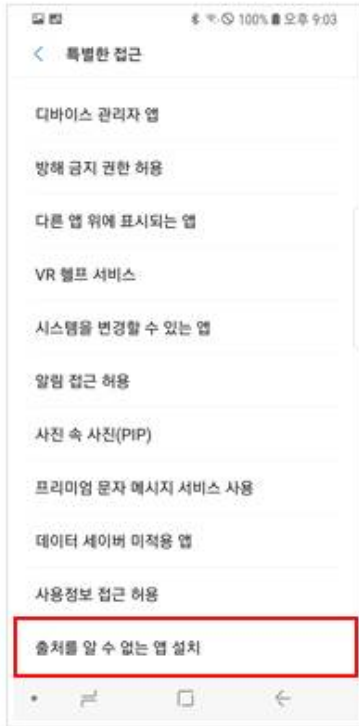 100% 오후 9:03
특별한 접근
디바이스 관리자 앱
방해 금지 권한 허용
다른 앱 위에 표시되는 앱
VR 헬프 서비스
시스템을 변경할 수 있는 앱
알림 접근 허용
사진 속 사진(PIP)
프리미엄 문자 메시지 서비스 사용
데이터 세이버 미적용 앱
사용정보 접근 허용
출처를 알 수 없는 앱 설치